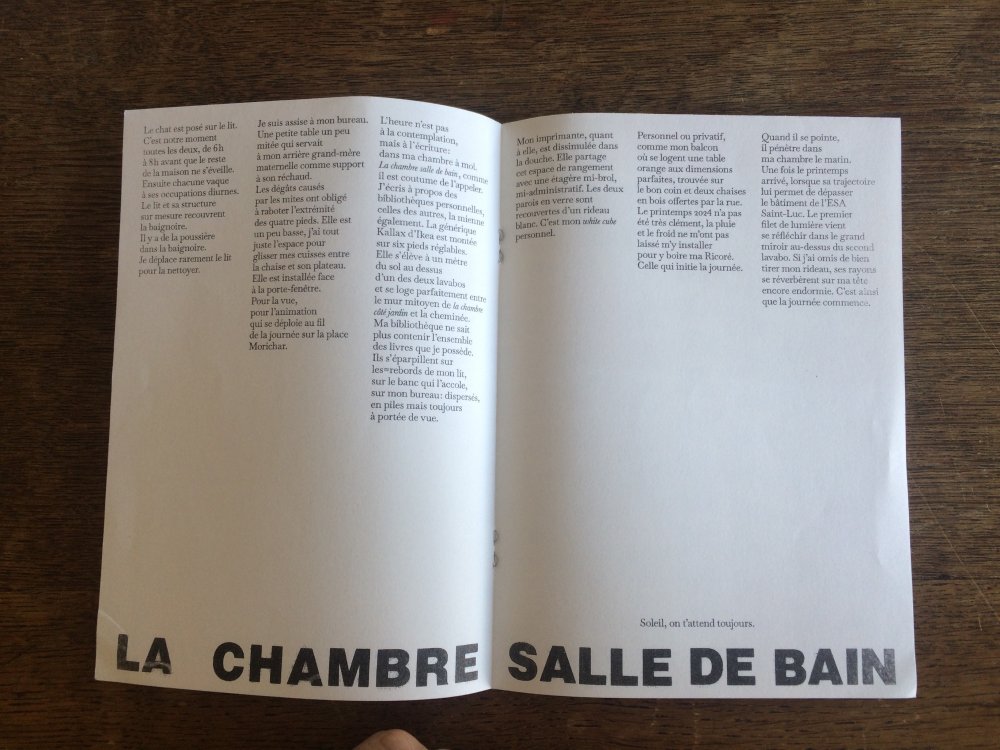 Le chat est posé sur le lit.
C'est notre moment
toutes les deux, de 6h
à 8h avant que le reste
de la maison ne s'éveille.
Ensuite chacune vaque
à ses occupations diurnes.
Le lit et sa structure
sur mesure recouvrent
la baignoire.
Il y a de la poussière
dans la baignoire.
Je déplace rarement le lit
pour la nettoyer.
Je suis assise à mon bureau.
Une petite table un peu
mitée qui servait
à mon arrière grand-mère
maternelle comme support
à son réchaud.
Les dégâts causés
par les mites ont obligé
à raboter l'extrémité
des quatre pieds. Elle est
un peu basse, j'ai tout
juste l'espace pour
glisser mes cuisses entre
la chaise et son plateau.
Elle est installée face
à la porte-fenêtre.
Pour la vue,
pour l'animation
qui se déploie au fil
de la journée sur la place
Morichar.
L'heure n'est pas
à la contemplation,
mais à l'écriture:
dans ma chambre à moi.
La chambre salle de bain, comme
il est coutume de l'appeler.
J'écris à propos des
bibliothèques personnelles,
celles des autres, la mienne
également. La générique
Kallax d'Ikea est montée
sur six pieds réglables.
Elle s'élève à un mètre
du sol au dessus
d'un des deux lavabos
et se loge parfaitement entre
le mur mitoyen de la chambre
côté jardin et la cheminée.
Ma bibliothèque ne sait
plus contenir l'ensemble
des livres que je possède.
Ils s'éparpillent sur
les=rebords de mon lit,
sur le banc qui l'accole,
sur mon bureau: dispersés,
en piles mais toujours
à portée de vue.
Mon imprimante, quant
à elle, est dissimulée dans
la douche. Elle partage
cet espace de rangement
avec une étagère mi-brol,
mi-administratif. Les deux
parois en verre sont
recouvertes d'un rideau
blanc. C'est mon white cube
personnel.
Personnel ou privatif,
comme mon balcon
où se logent une table
orange aux dimensions
parfaites, trouvée sur
le bon coin et deux chaises
en bois offertes par la rue.
Le printemps 2024 n'a pas
été très clément, la pluie
et le froid ne m'ont pas
laissé m'y installer
pour y boire ma Ricoré.
Celle qui initie la journée.
Quand il se pointe,
il pénètre dans
ma chambre le matin.
Une fois le printemps
arrivé, lorsque sa trajectoire
lui permet de dépasser
le bâtiment de l'ESA
Saint-Luc. Le premier
filet de lumière vient
se réfléchir dans le grand
miroir au-dessus du second
lavabo. Si j'ai omis de bien
tirer mon rideau, ses rayons
se réverbèrent sur ma tête
encore endormie. C'est ainsi
que la journée commence.
Soleil, on t'attend toujours.
LA CHAMBRE SALLE DE BAIN